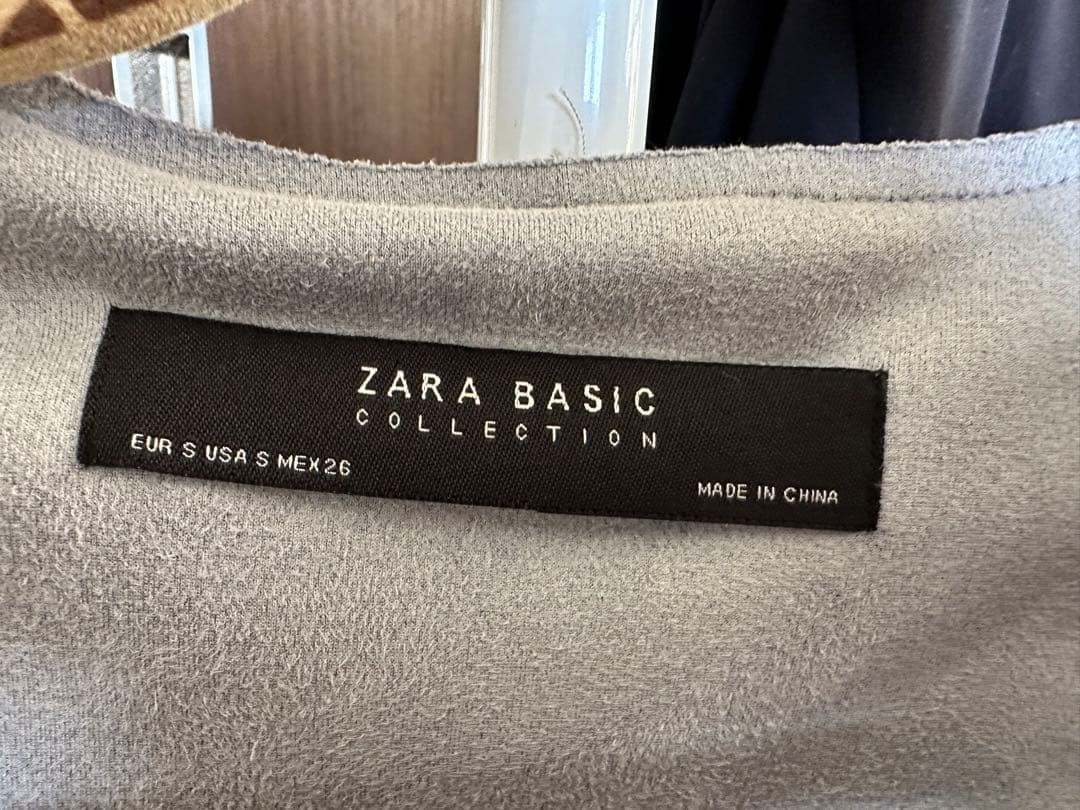 ZARA BASIC
COLLECTION
EUR S USA S MEX 26
MADE IN CHINA